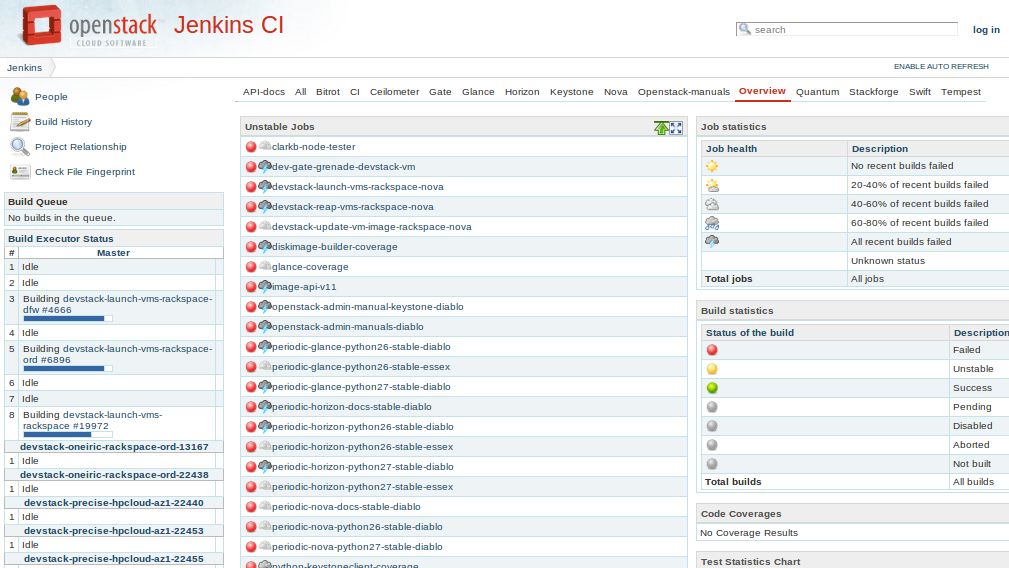 openstack
CLOUD SOFTWARE
Jenkins CI
search
log in
Jenkins
ENABLE AUTO REFRESH
People
Build History
Project Relationship
Check File Fingerprint
Build Queue
No builds in the queue.
Build Executor Status
# Master
1 Idle
2 Idle
3 Building devstack-launch-vms-rackspace-
dfw #4666
4 Idle
5 Building devstack-launch-vms-rackspace-
ord #6896
6 Idle
7 Idle
8 Building devstack-launch-vms-
rackspace #19972
devstack-oneiric-rackspace-ord-13167
1 Idle
devstack-oneiric-rackspace-ord-22438
1 Idle
devstack-precise-hpcloud-az1-22440
1 Idle
devstack-precise-hpcloud-az1-22453
1 Idle
devstack-precise-hpcloud-az1-22455
API-docs All Bitrot CI Ceilometer Gate Glance Horizon Keystone Nova Openstack-manuals Overview Quantum Stackforge Swift Tempest
Unstable Jobs
clarkb-node-tester
dev-gate-grenade-devstack-vm
devstack-launch-vms-rackspace-nova
devstack-reap-vms-rackspace-nova
devstack-update-vm-image-rackspace-nova
diskimage-builder-coverage
glance-coverage
image-api-v11
openstack-admin-manual-keystone-diablo
openstack-admin-manuals-diablo
periodic-glance-python26-stable-diablo
periodic-glance-python26-stable-essex
periodic-glance-python27-stable-diablo
periodic-horizon-docs-stable-diablo
periodic-horizon-python26-stable-diablo
periodic-horizon-python26-stable-essex
periodic-horizon-python27-stable-diablo
periodic-horizon-python27-stable-essex
periodic-nova-docs-stable-diablo
periodic-nova-python26-stable-diablo
periodic-nova-python27-stable-diablo
python-keystoneclient-coverage
Job statistics
Job health Description
No recent builds failed
20-40% of recent builds failed
40-60% of recent builds failed
60-80% of recent builds failed
All recent builds failed
Unknown status
Total jobs All jobs
Build statistics
Status of the build Description
Failed
Unstable
Success
Pending
Disabled
Aborted
Not built
Total builds All builds
Code Coverages
No Coverage Results
Test Statistics Chart